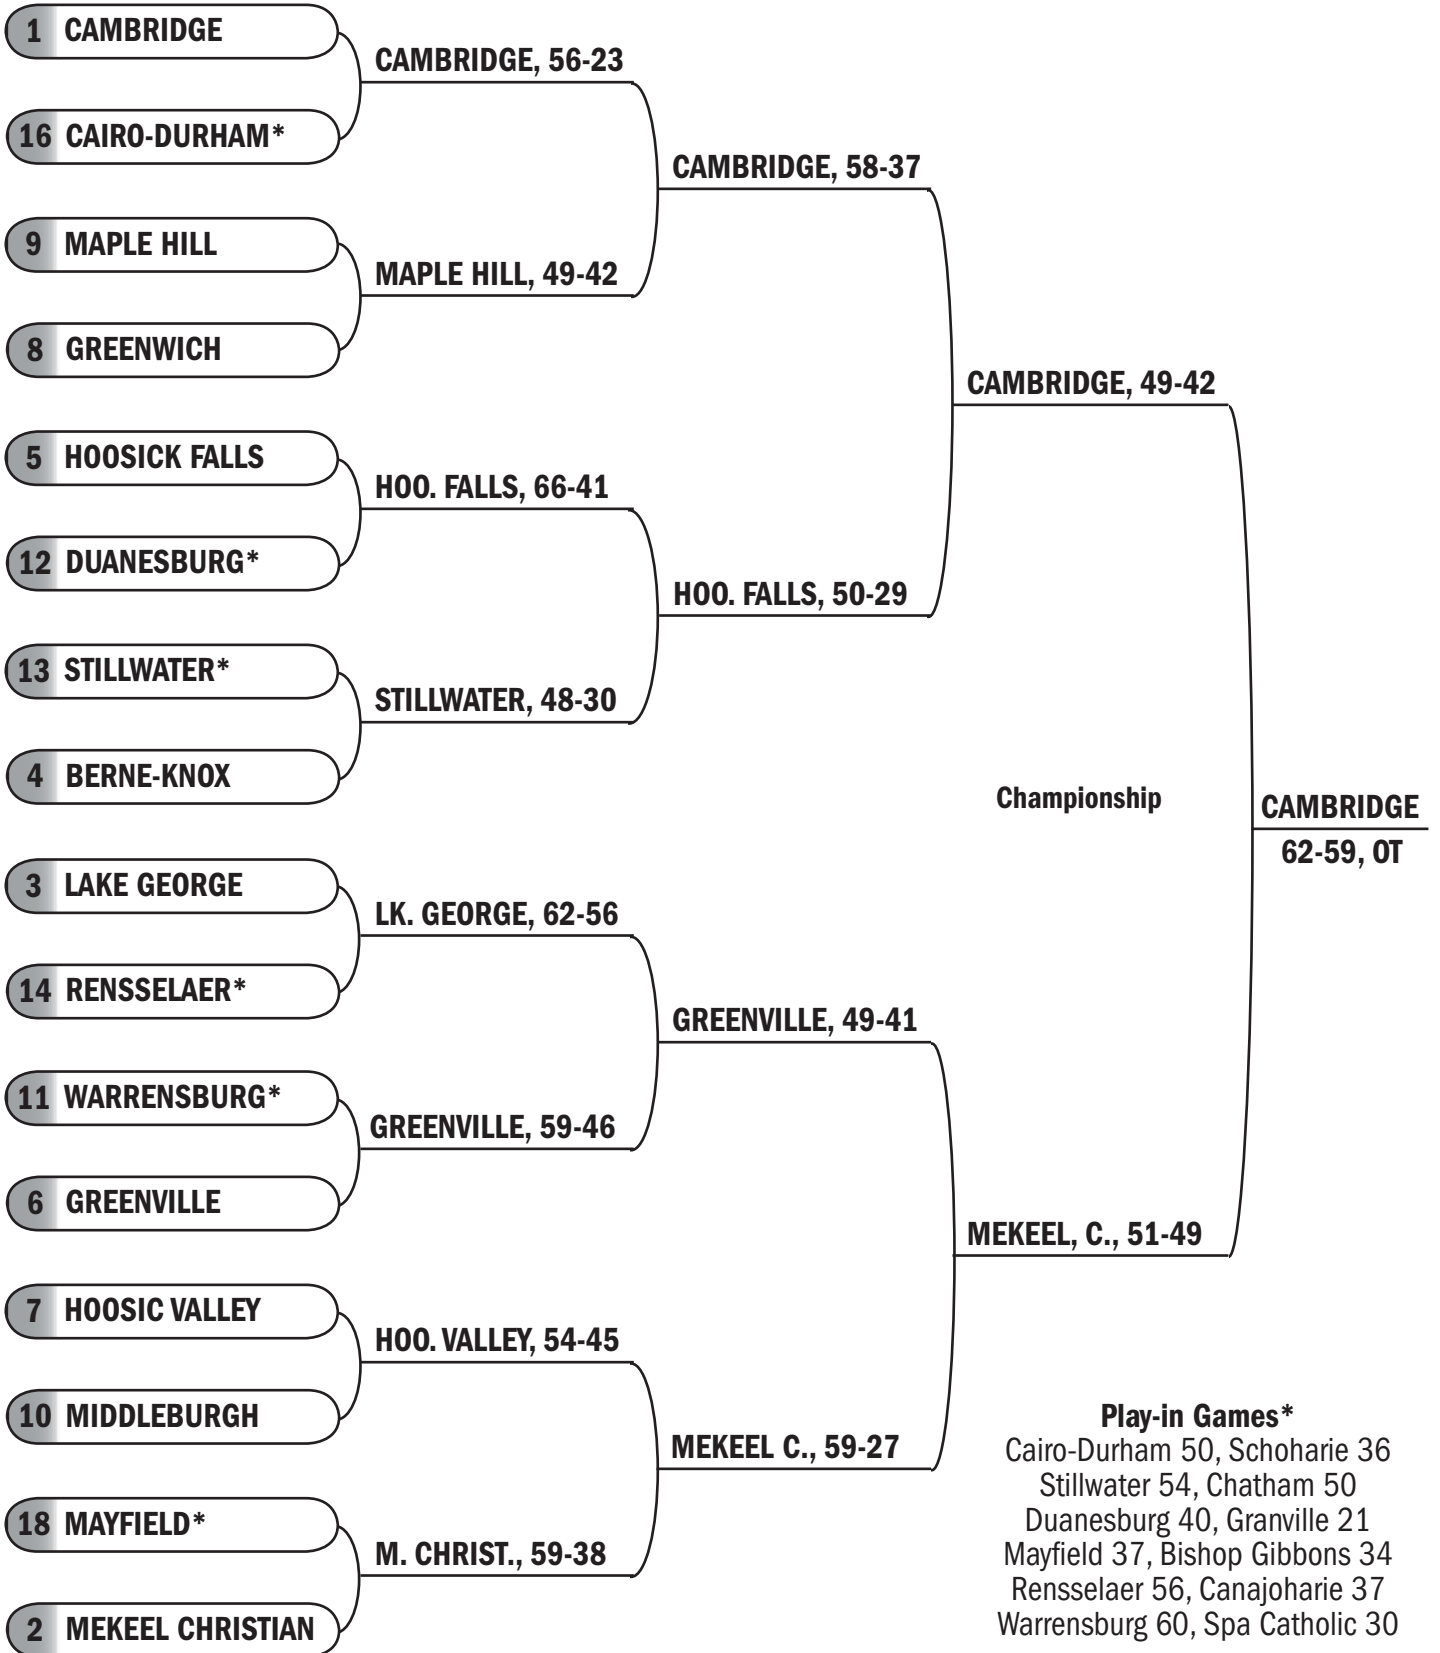 1 CAMBRIDGE
16 CAIRO-DURHAM*
9 MAPLE HILL
8 GREENWICH
5 HOOSICK FALLS
12 DUANESBURG*
13 STILLWATER*
4 BERNE-KNOX
3 LAKE GEORGE
14 RENSSELAER*
11 WARRENSBURG*
6 GREENVILLE
7 HOOSIC VALLEY
10 MIDDLEBURGH
18 MAYFIELD*
2 MEKEEL CHRISTIAN
CAMBRIDGE, 56-23
MAPLE HILL, 49-42
HOO. FALLS, 66-41
STILLWATER, 48-30
LK. GEORGE, 62-56
GREENVILLE, 59-46
HOO. VALLEY, 54-45
M. CHRIST., 59-38
CAMBRIDGE, 58-37
HOO. FALLS, 50-29
GREENVILLE, 49-41
MEKEEL C., 59-27
CAMBRIDGE, 49-42
MEKEEL, C., 51-49
Championship
CAMBRIDGE
62-59, OT
Play-in Games*
Cairo-Durham 50, Schoharie 36
Stillwater 54, Chatham 50
Duanesburg 40, Granville 21
Mayfield 37, Bishop Gibbons 34
Rensselaer 56, Canajoharie 37
Warrensburg 60, Spa Catholic 30